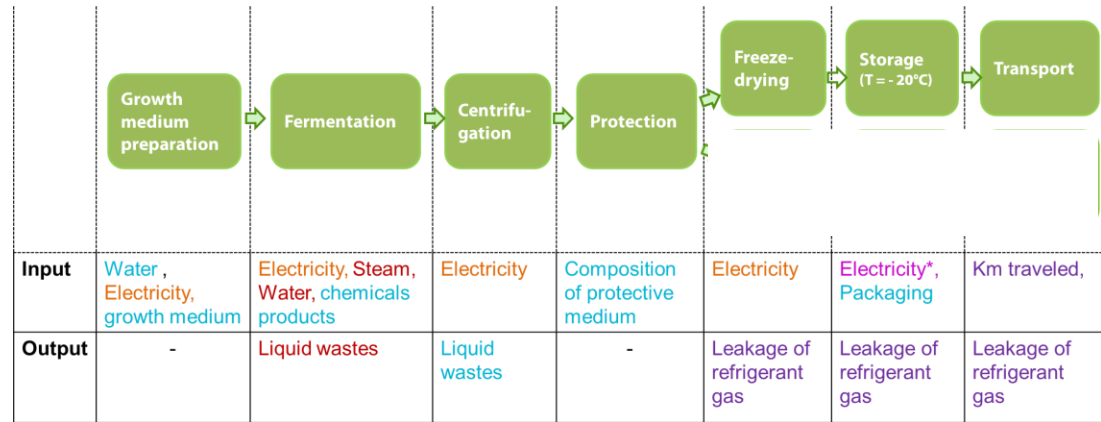 Growth
medium
preparation
Fermentation
Centrifu-
gation
Protection
Freeze-
drying
Storage
(T = - 20°C)
Transport
Input
Water ,
Electricity,
growth medium
Electricity, Steam,
Water, chemicals
products
Electricity
Composition
of protective
medium
Electricity
Electricity*,
Packaging
Km traveled,
Output
-
Liquid wastes
Liquid
wastes
-
Leakage of
refrigerant
gas
Leakage of
refrigerant
gas
Leakage of
refrigerant
gas